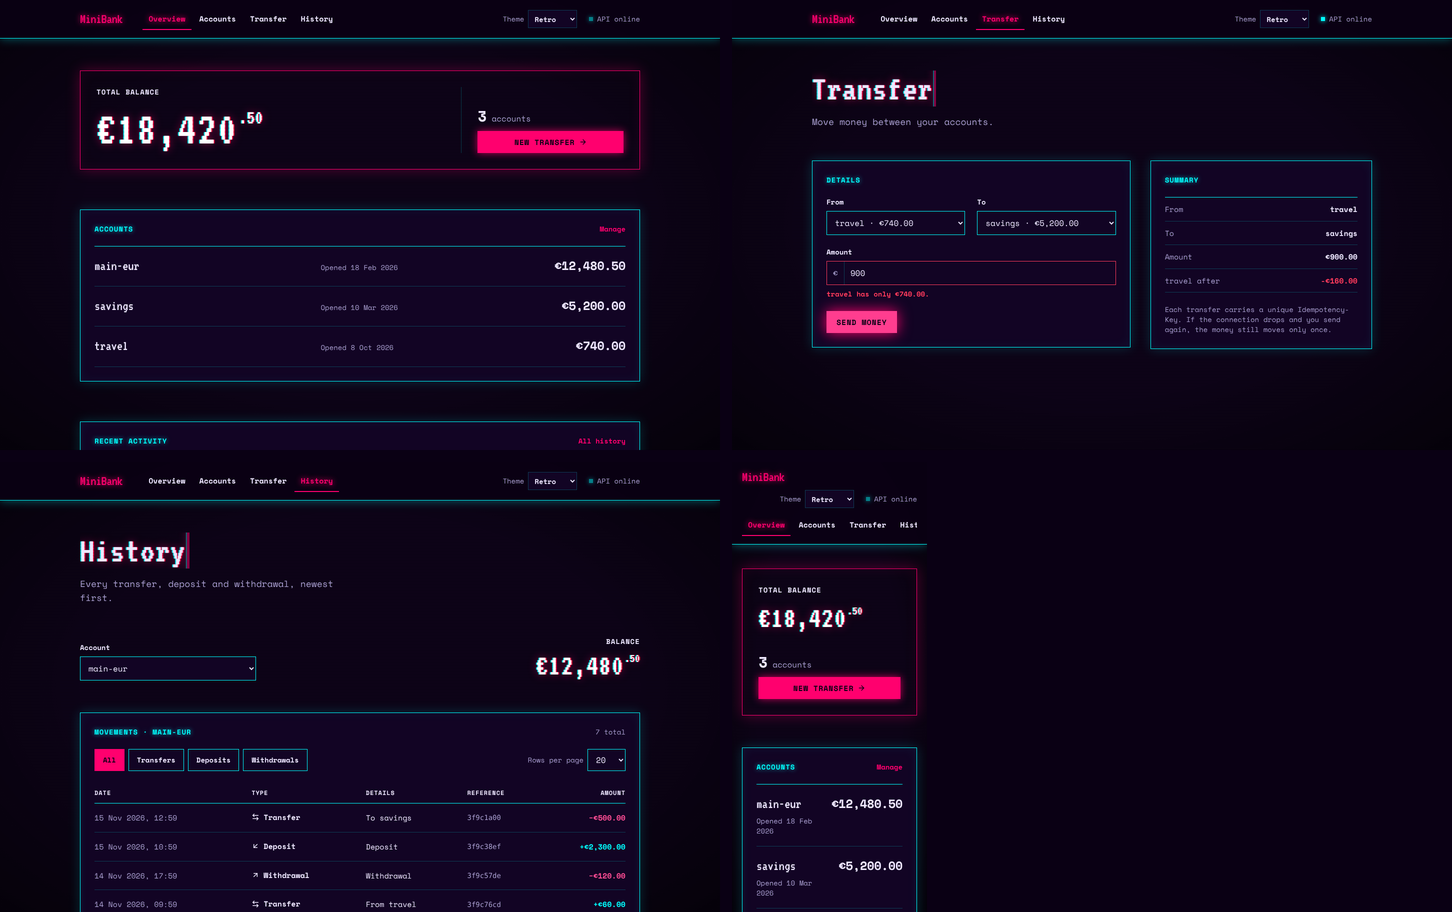 MiniBank
Overview
Accounts
Transfer
History
Theme
Retro
API online
TOTAL BALANCE
€18,420.50
3 accounts
NEW TRANSFER →
ACCOUNTS
Manage
main-eur
Opened 18 Feb 2026
€12,480.50
savings
Opened 10 Mar 2026
€5,200.00
travel
Opened 8 Oct 2026
€740.00
RECENT ACTIVITY
All history
MiniBank
Overview
Accounts
Transfer
History
Theme
Retro
API online
Transfer
Move money between your accounts.
DETAILS
From
To
travel · €740.00
savings · €5,200.00
Amount
€ 900
travel has only €740.00.
SEND MONEY
SUMMARY
From travel
To savings
Amount €900.00
travel after -€160.00
Each transfer carries a unique Idempotency-
Key. If the connection drops and you send
again, the money still moves only once.
MiniBank
Overview
Accounts
Transfer
History
Theme
Retro
API online
History
Every transfer, deposit and withdrawal, newest
first.
Account
main-eur
BALANCE
€12,480.50
MOVEMENTS · MAIN-EUR
7 total
All
Transfers
Deposits
Withdrawals
Rows per page
20
DATE TYPE DETAILS REFERENCE AMOUNT
15 Nov 2026, 12:59 Transfer To savings 3f9c1a00 -€500.00
15 Nov 2026, 10:59 Deposit Deposit 3f9c38ef +€2,300.00
14 Nov 2026, 17:59 Withdrawal Withdrawal 3f9c57de -€120.00
14 Nov 2026, 09:59 Transfer From travel 3f9c76cd +€60.00
MiniBank
Theme
Retro
API online
Overview
Accounts
Transfer
Hist
TOTAL BALANCE
€18,420.50
3 accounts
NEW TRANSFER →
ACCOUNTS
Manage
main-eur
€12,480.50
Opened 18 Feb
2026
savings
€5,200.00
Opened 10 Mar
2026